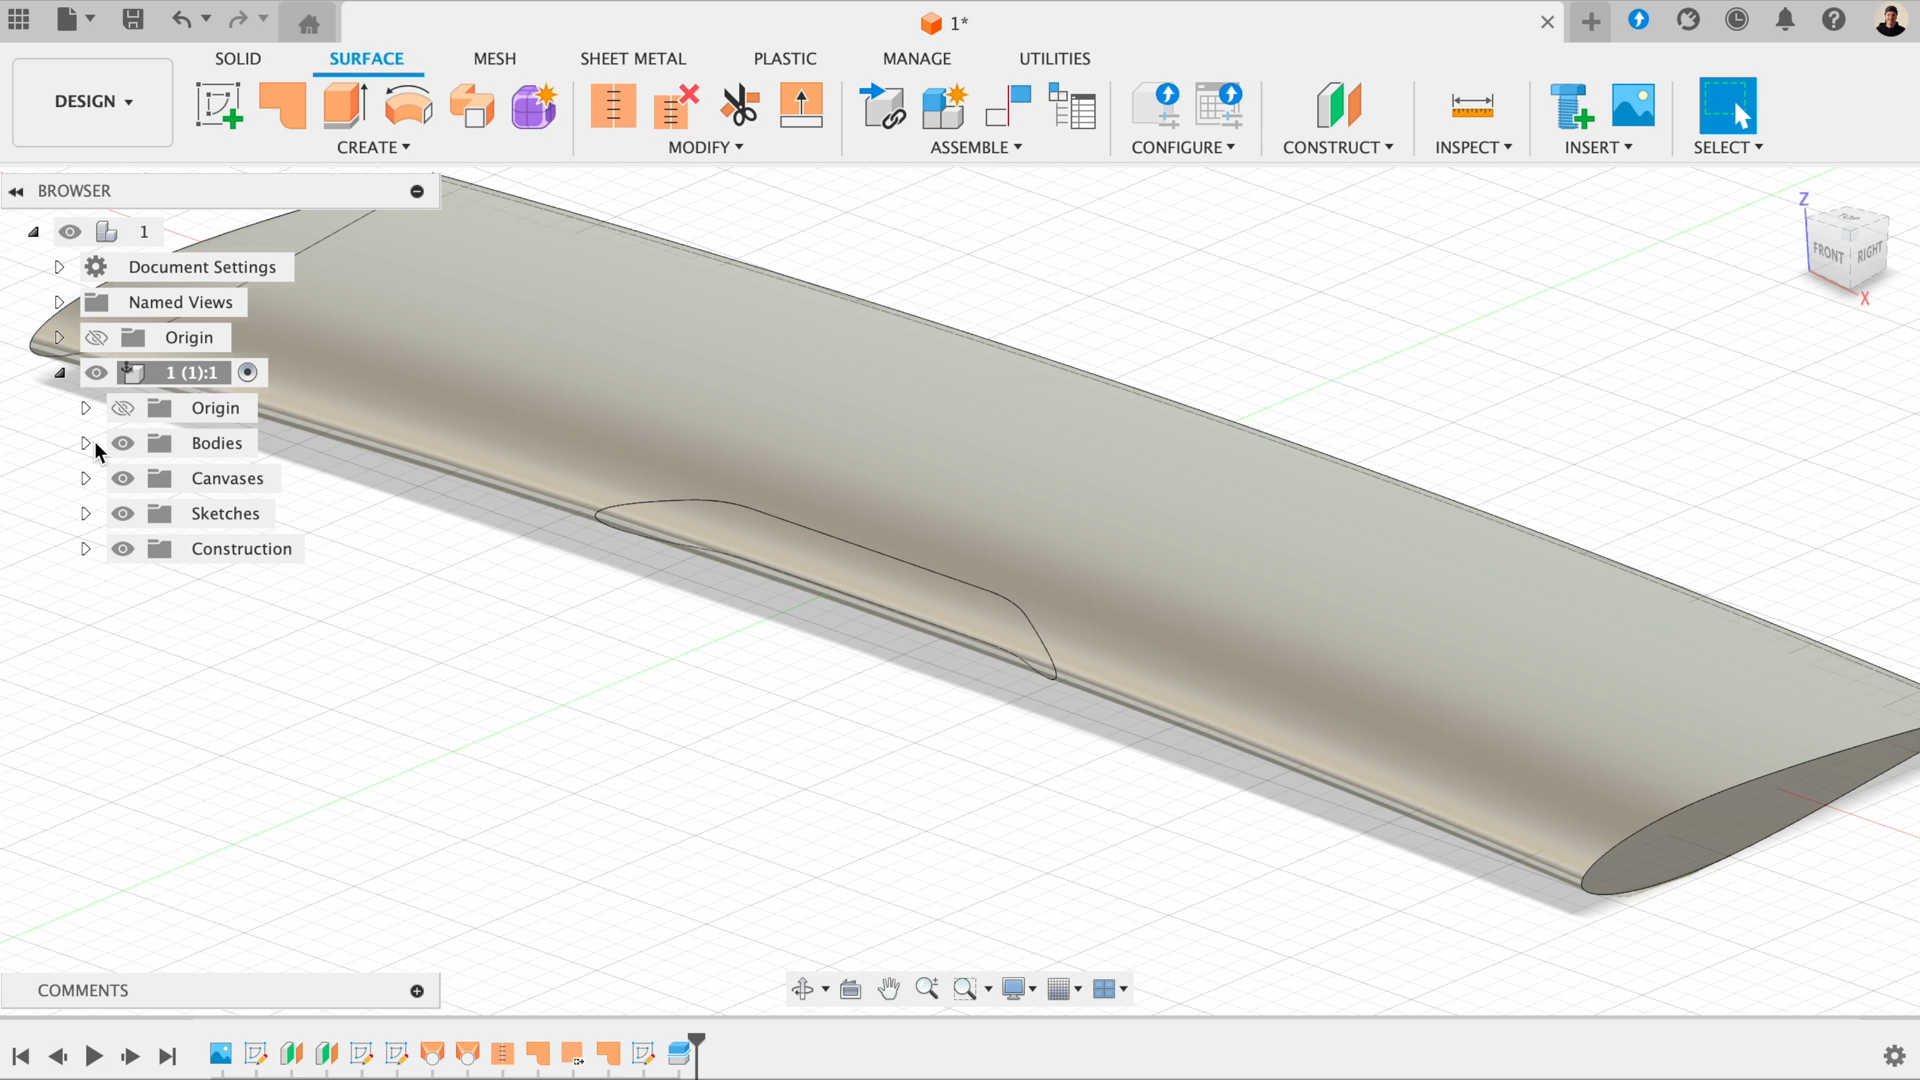 1*
SOLID SURFACE MESH SHEET METAL PLASTIC MANAGE UTILITIES
DESIGN
CREATE MODIFY ASSEMBLE CONFIGURE CONSTRUCT INSPECT INSERT SELECT
BROWSER
1
Document Settings
Named Views
Origin
1 (1):1
Origin
Bodies
Canvases
Sketches
Construction
Z
TOP
FRONT RIGHT
X
COMMENTS